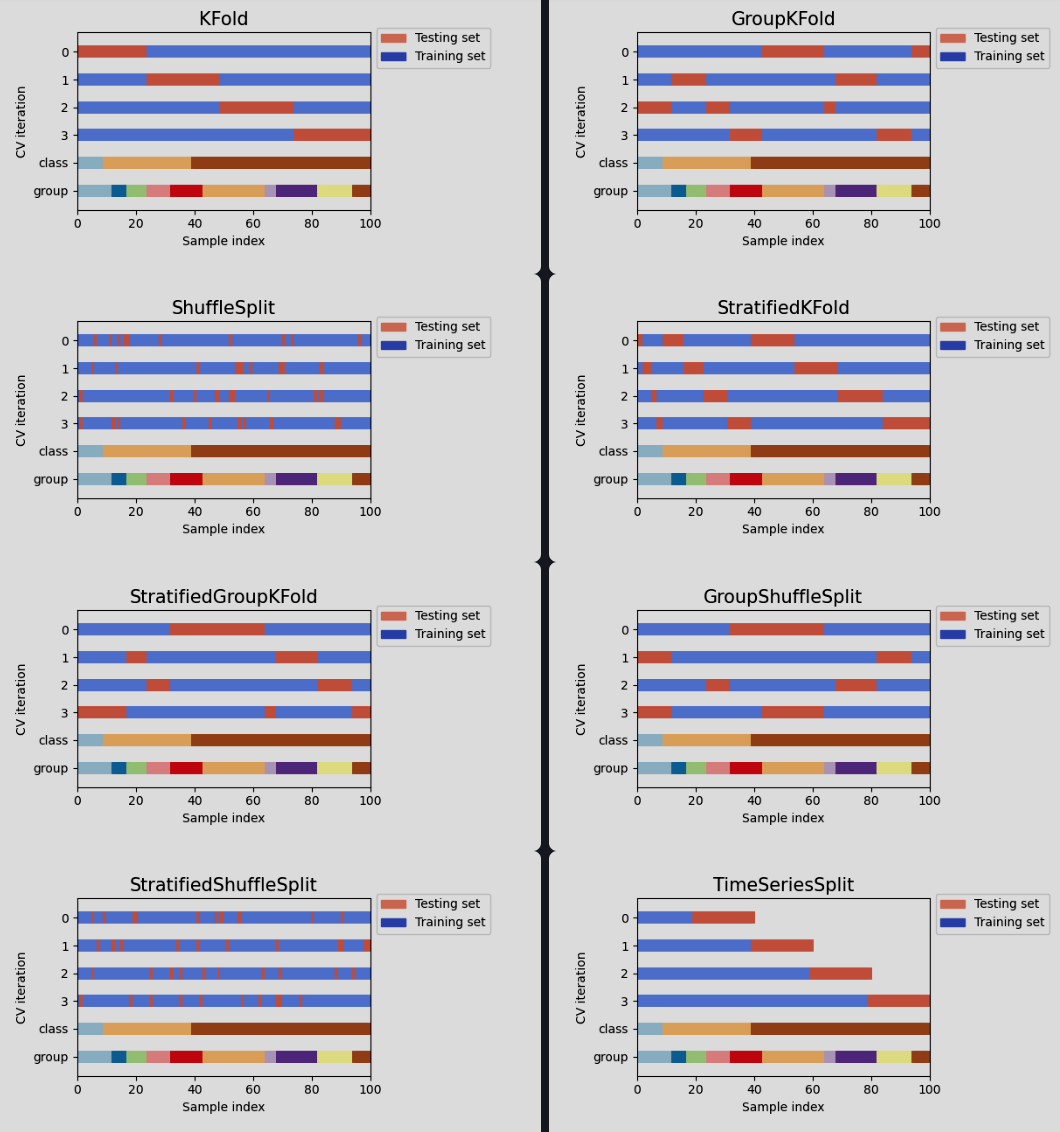 KFold
Testing set
Training set
CV iteration
0
1
2
3
class
group
0 20 40 60 80 100
Sample index
GroupKFold
Testing set
Training set
CV iteration
0
1
2
3
class
group
0 20 40 60 80 100
Sample index
ShuffleSplit
Testing set
Training set
CV iteration
0
1
2
3
class
group
0 20 40 60 80 100
Sample index
StratifiedKFold
Testing set
Training set
CV iteration
0
1
2
3
class
group
0 20 40 60 80 100
Sample index
StratifiedGroupKFold
Testing set
Training set
CV iteration
0
1
2
3
class
group
0 20 40 60 80 100
Sample index
GroupShuffleSplit
Testing set
Training set
CV iteration
0
1
2
3
class
group
0 20 40 60 80 100
Sample index
StratifiedShuffleSplit
Testing set
Training set
CV iteration
0
1
2
3
class
group
0 20 40 60 80 100
Sample index
TimeSeriesSplit
Testing set
Training set
CV iteration
0
1
2
3
class
group
0 20 40 60 80 100
Sample index